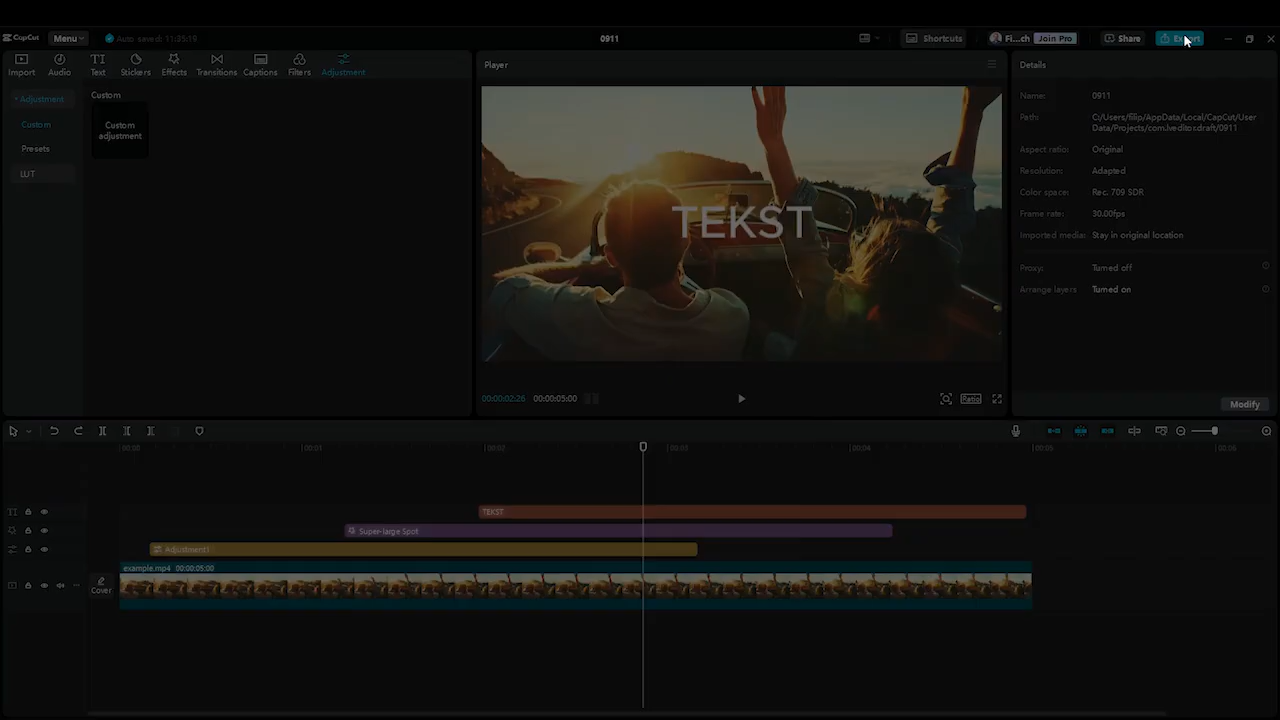 CapCut
Menu
Auto saved: 11:35:19
0911
Shortcuts
Fi...ch
Join Pro
Share
Export
Import
Audio
Text
Stickers
Effects
Transitions
Captions
Filters
Adjustment
Adjustment
Custom
Presets
LUT
Custom
Custom
adjustment
Player
TEKST
00:00:02:26
00:00:05:00
Ratio
Details
Name:
0911
Path:
C:/Users/filip/AppData/Local/CapCut/User
Data/Projects/com.lveditor.draft/0911
Aspect ratio:
Original
Resolution:
Adapted
Color space:
Rec. 709 SDR
Frame rate:
30.00fps
Imported media:
Stay in original location
Proxy:
Turned off
Arrange layers
Turned on
Modify
00:00
00:01
00:02
00:03
00:04
00:05
00:06
TEKST
Super-large Spot
Adjustment1
Cover
example.mp4 00:00:05:00